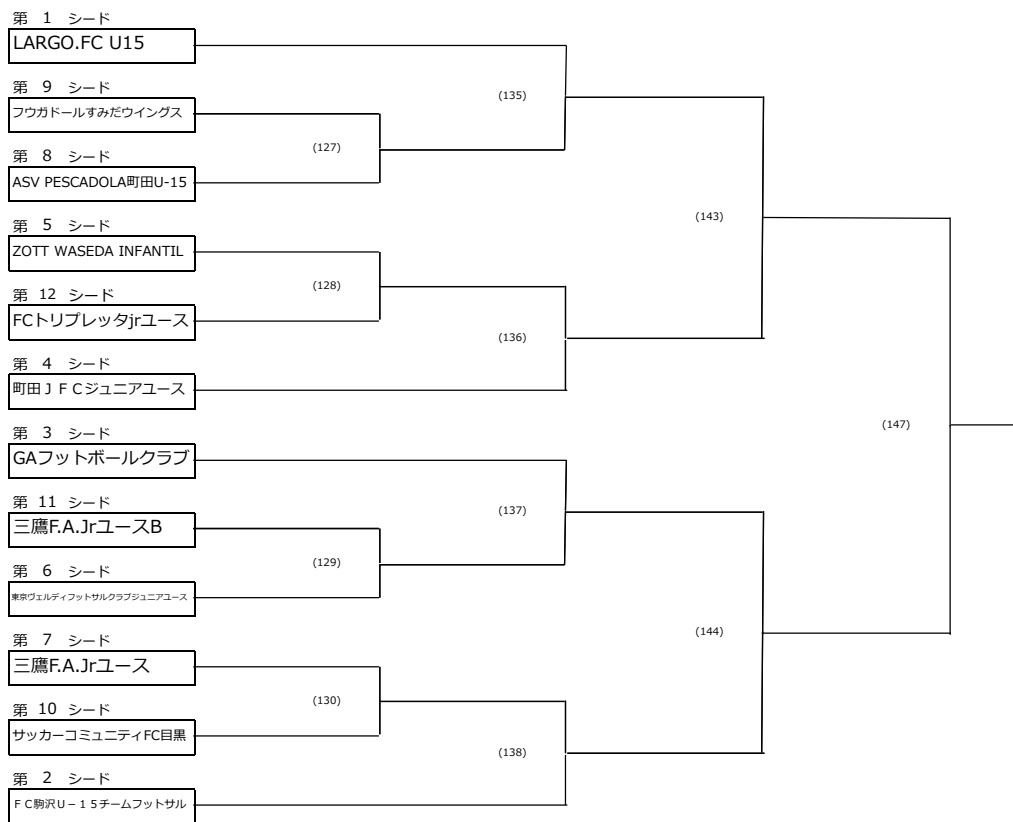 第 1 シード
LARGO.FC U15
第 9 シード
フウガドールすみだウイングス
(135)
(127)
第 8 シード
ASV PESCADOLA町田U-15
(143)
第 5 シード
ZOTT WASEDA INFANTIL
(128)
第 12 シード
FCトリプレッタjrユース
(136)
第 4 シード
町田ＪＦＣジュニアユース
(147)
第 3 シード
GAフットボールクラブ
第 11 シード
三鷹F.A.JrユースB
(137)
(129)
第 6 シード
東京ヴェルディフットサルクラブジュニアユース
(144)
第 7 シード
三鷹F.A.Jrユース
(130)
第 10 シード
サッカーコミュニティFC目黒
(138)
第 2 シード
ＦＣ駒沢Ｕ－１５チームフットサル